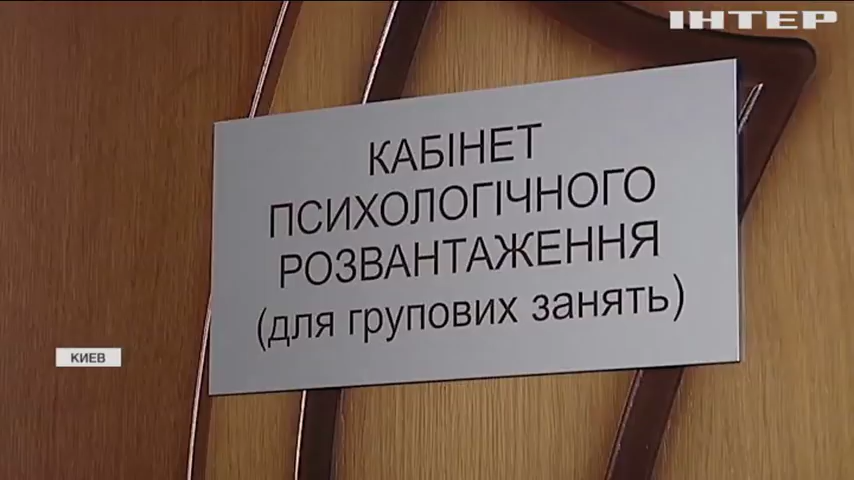 ІНТЕР
КАБІНЕТ
ПСИХОЛОГІЧНОГО
РОЗВАНТАЖЕННЯ
(для групових занять)
КИЕВ